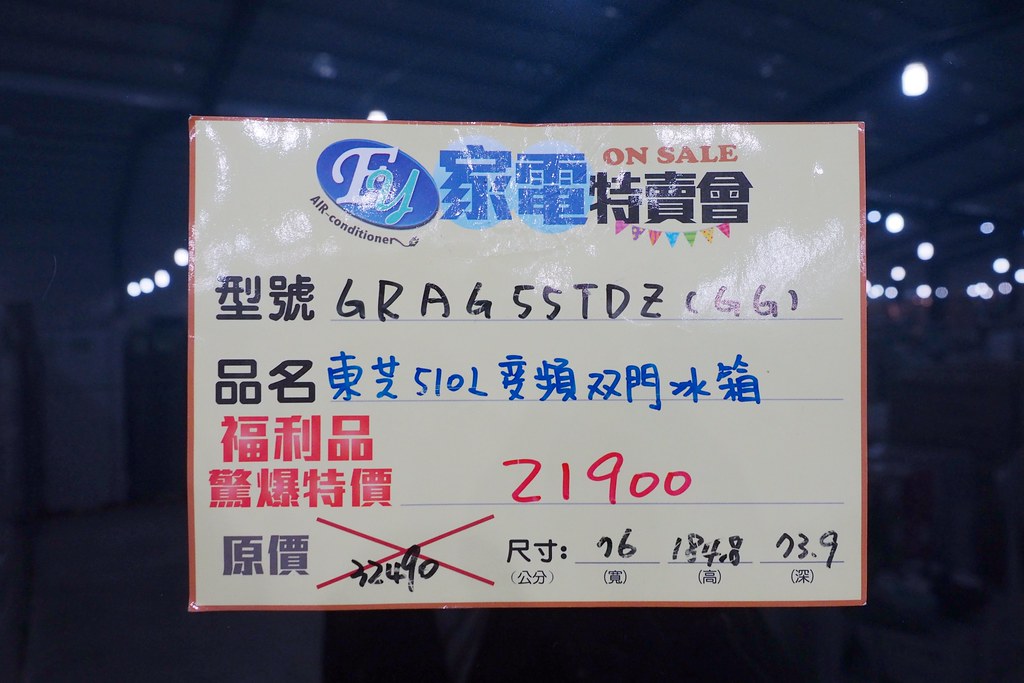 EY
AIR-conditioner
家電
ON SALE
特賣會
型號 GRAG55TDZ(GG)
品名 東芝510L变頻双門冰箱
福利品
驚爆特價 21900
原價 32490 尺寸: 76 184.8 73.9
(公分) (寬) (高) (深)